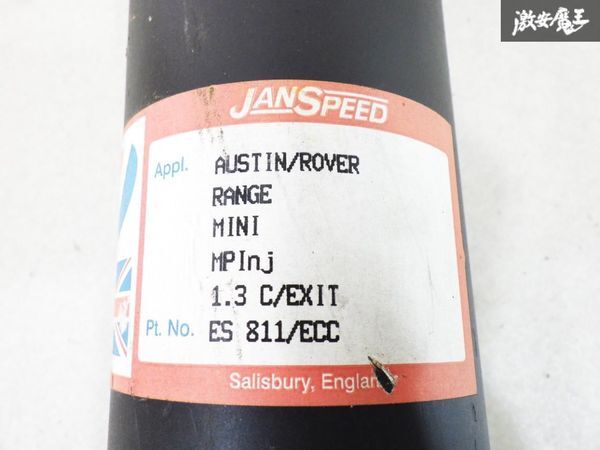 激安魔王
JANSPEED
Appl. AUSTIN/ROVER
RANGE
MINI
MPInj
1.3 C/EXIT
Pt. No. ES 811/ECC
Salisbury, England